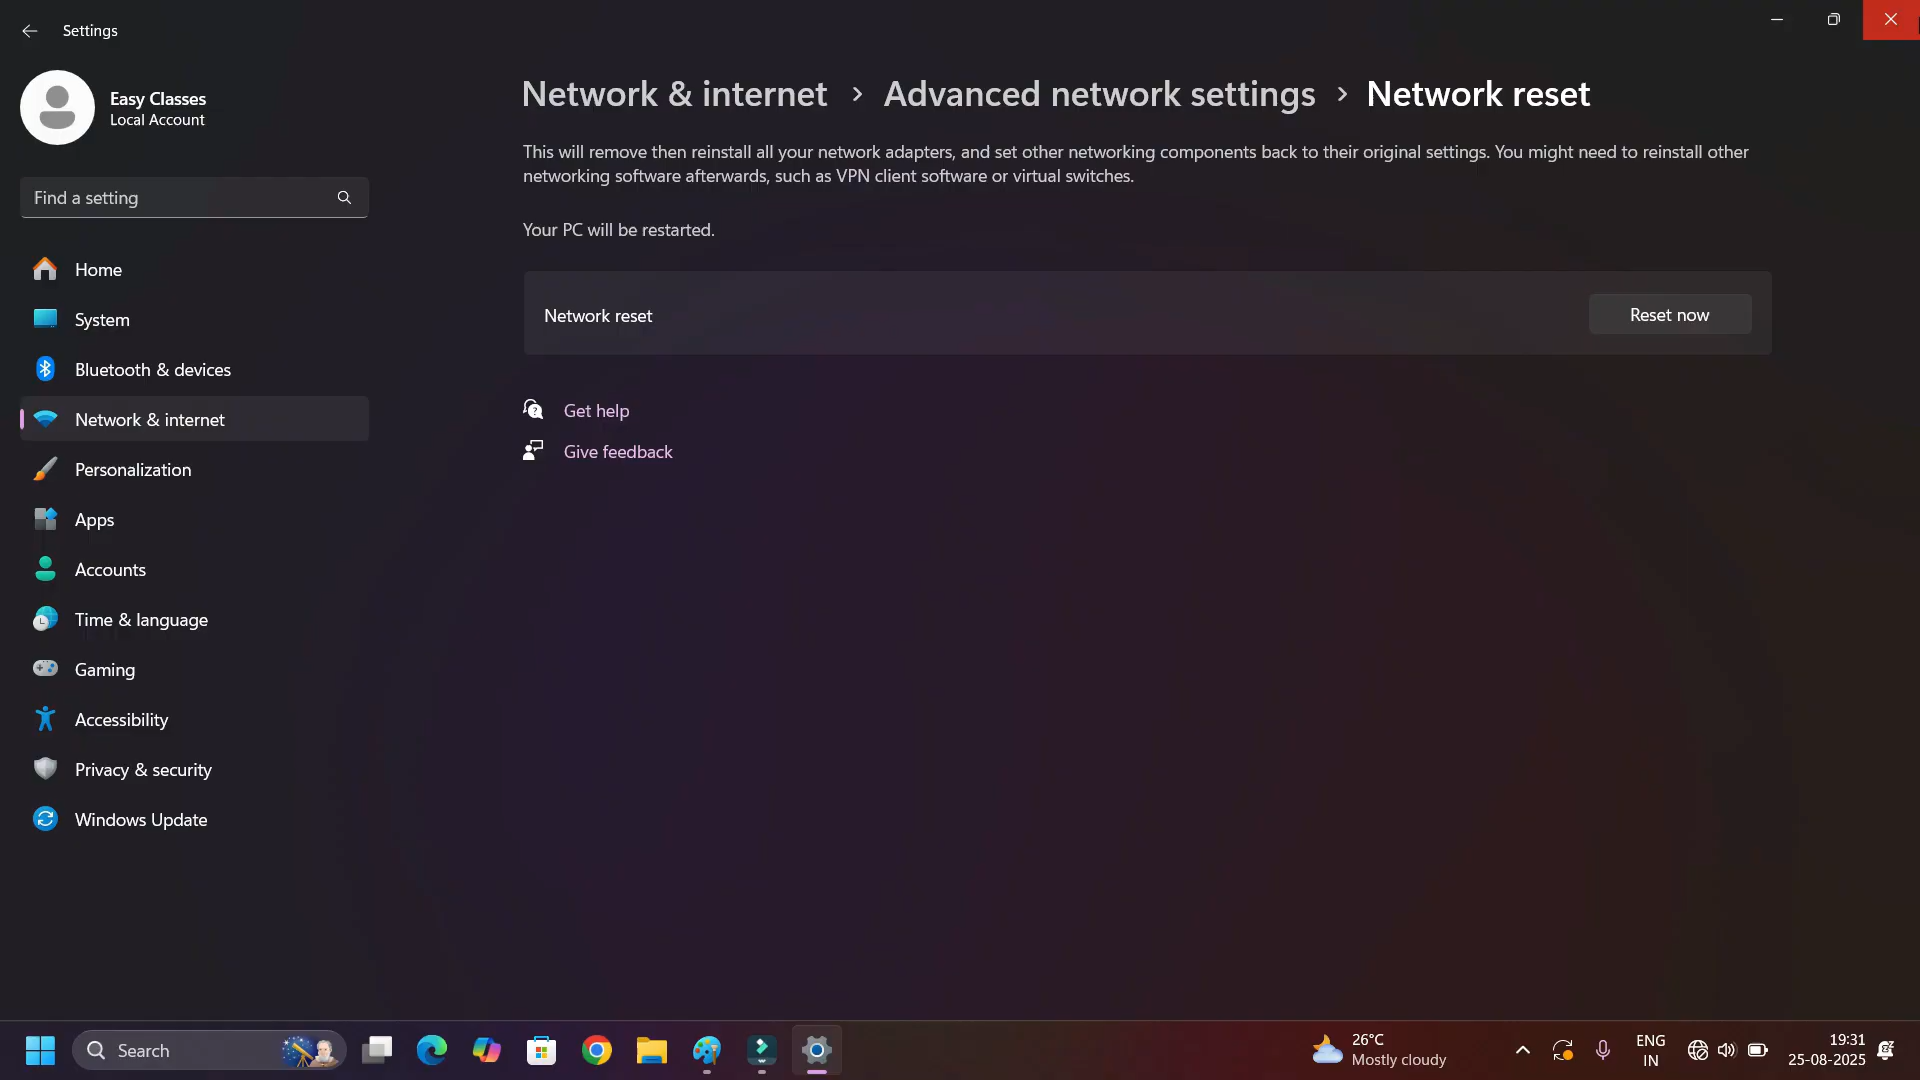 Settings
Easy Classes
Local Account
Find a setting
Home
System
Bluetooth & devices
Network & internet
Personalization
Apps
Accounts
Time & language
Gaming
Accessibility
Privacy & security
Windows Update
Network & internet > Advanced network settings > Network reset
This will remove then reinstall all your network adapters, and set other networking components back to their original settings. You might need to reinstall other
networking software afterwards, such as VPN client software or virtual switches.
Your PC will be restarted.
Network reset
Reset now
Get help
Give feedback
Search
26°C
Mostly cloudy
ENG
IN
19:31
25-08-2025